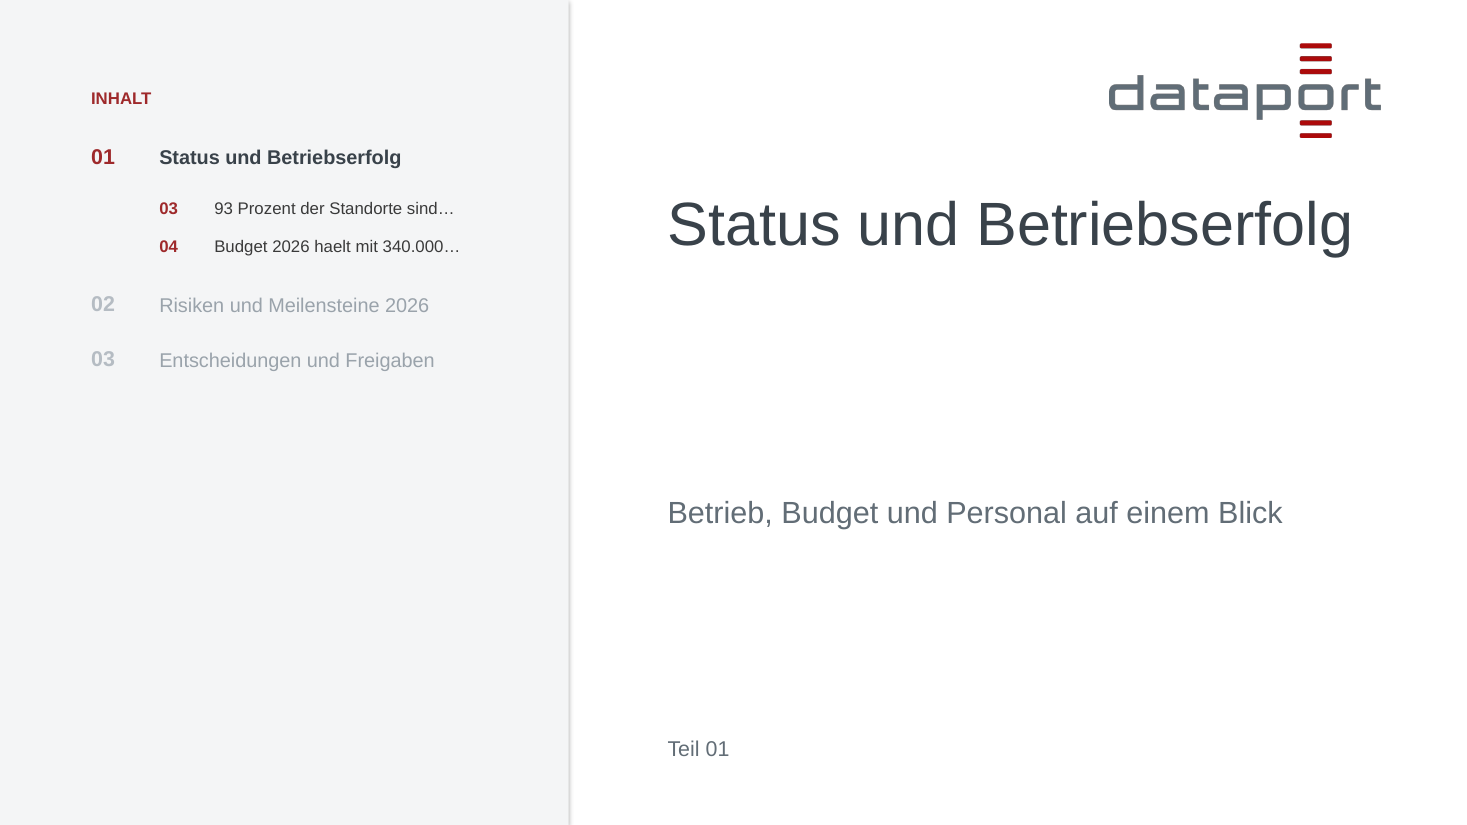 INHALT
01 Status und Betriebserfolg
03 93 Prozent der Standorte sind…
04 Budget 2026 haelt mit 340.000…
02 Risiken und Meilensteine 2026
03 Entscheidungen und Freigaben
dataport
Status und Betriebserfolg
Betrieb, Budget und Personal auf einem Blick
Teil 01